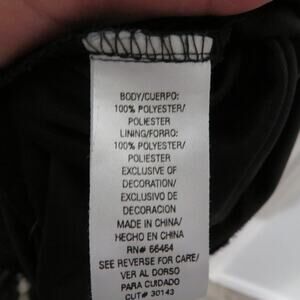 BODY/CUERPO:
100% POLYESTER/
POLIESTER
LINING/FORRO:
100% POLYESTER/
POLIESTER
EXCLUSIVE OF
DECORATION/
EXCLUSIVO DE
DECORACION
MADE IN CHINA/
HECHO EN CHINA
RN# 66464
SEE REVERSE FOR CARE/
VER AL DORSO
PARA CUIDADO
CUT# 30143